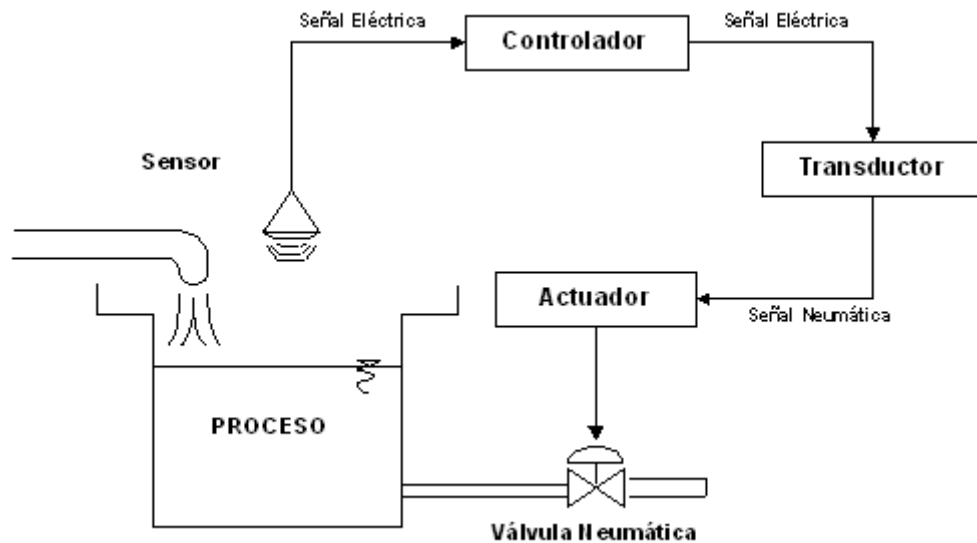 Señal Eléctrica
Controlador
Señal Eléctrica
Sensor
Transductor
Actuador
Señal Neumática
PROCESO
Válvula Neumática